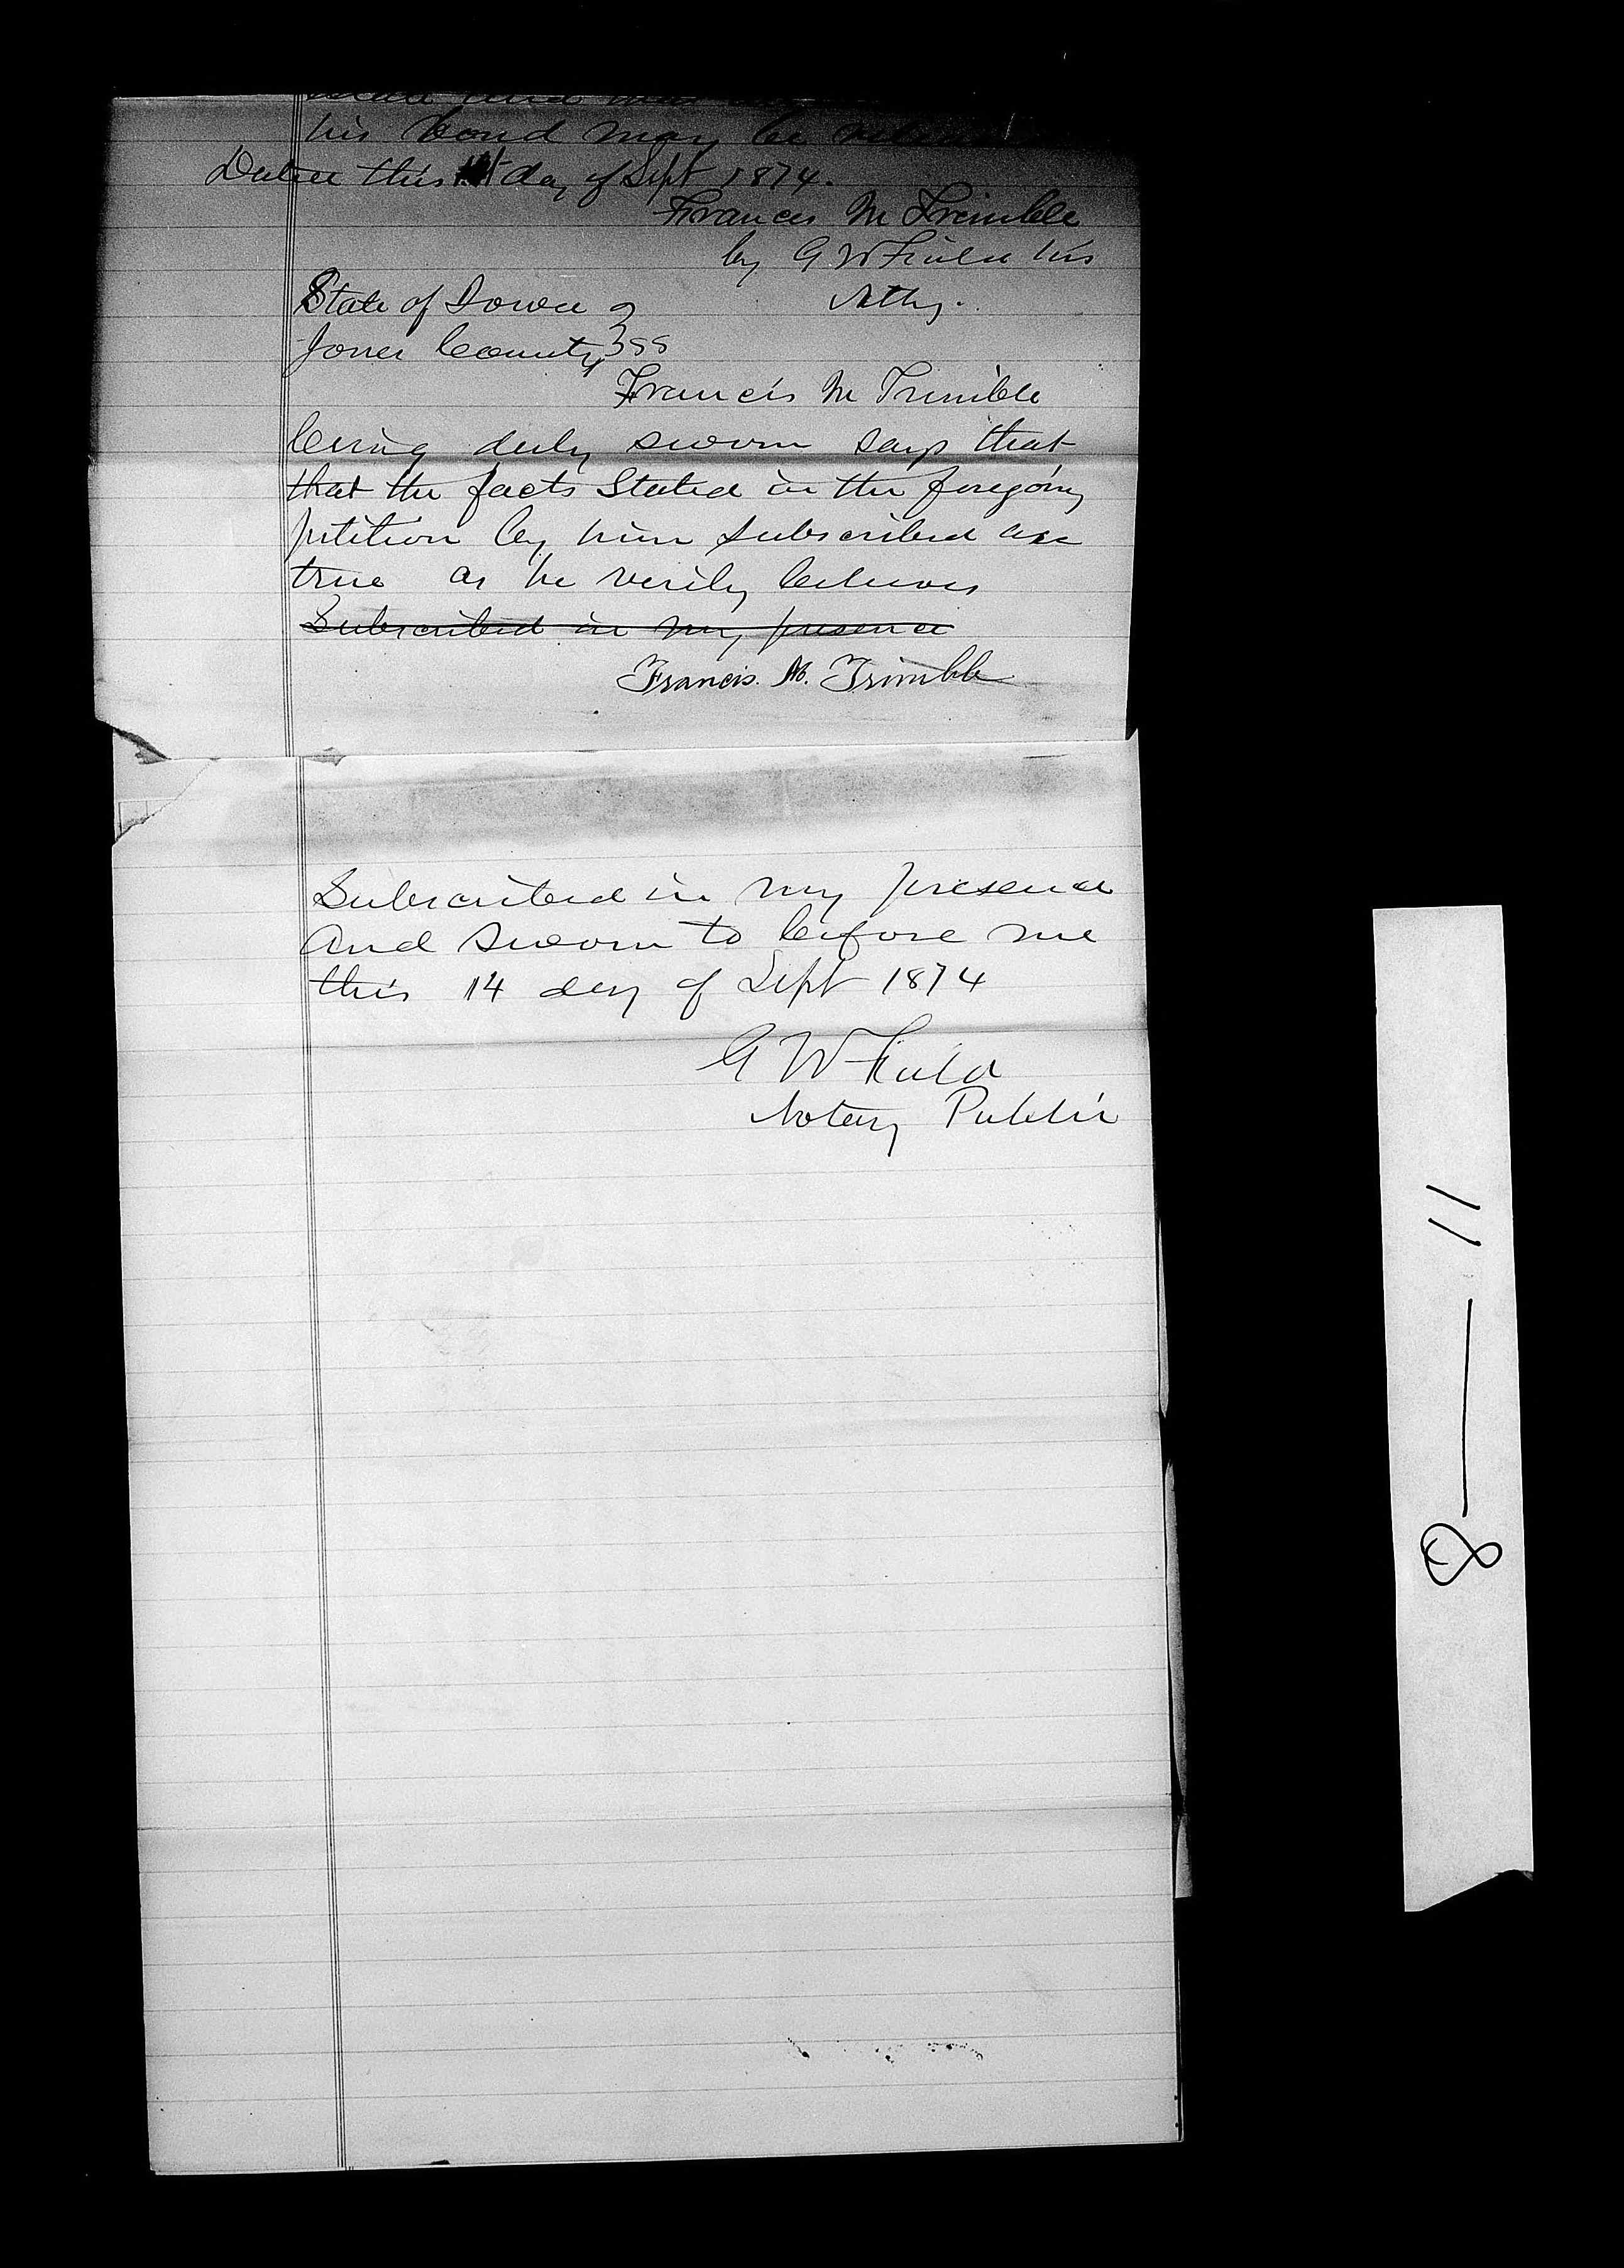 his bond may be
Dated this day of Sept 1874.
Francis M Trimble
by G W Field his
Atty.
State of Iowa }
Jones County } ss
Francis M Trimble
being duly sworn says that
that the facts Stated in the foregoing
petition by him subscribed are
true as he verily believes
Subscribed in my presence
Francis. M. Trimble
Subscribed in my presence
and sworn to before me
this 14 day of Sept 1874
G W Field
Notary Public
8—11